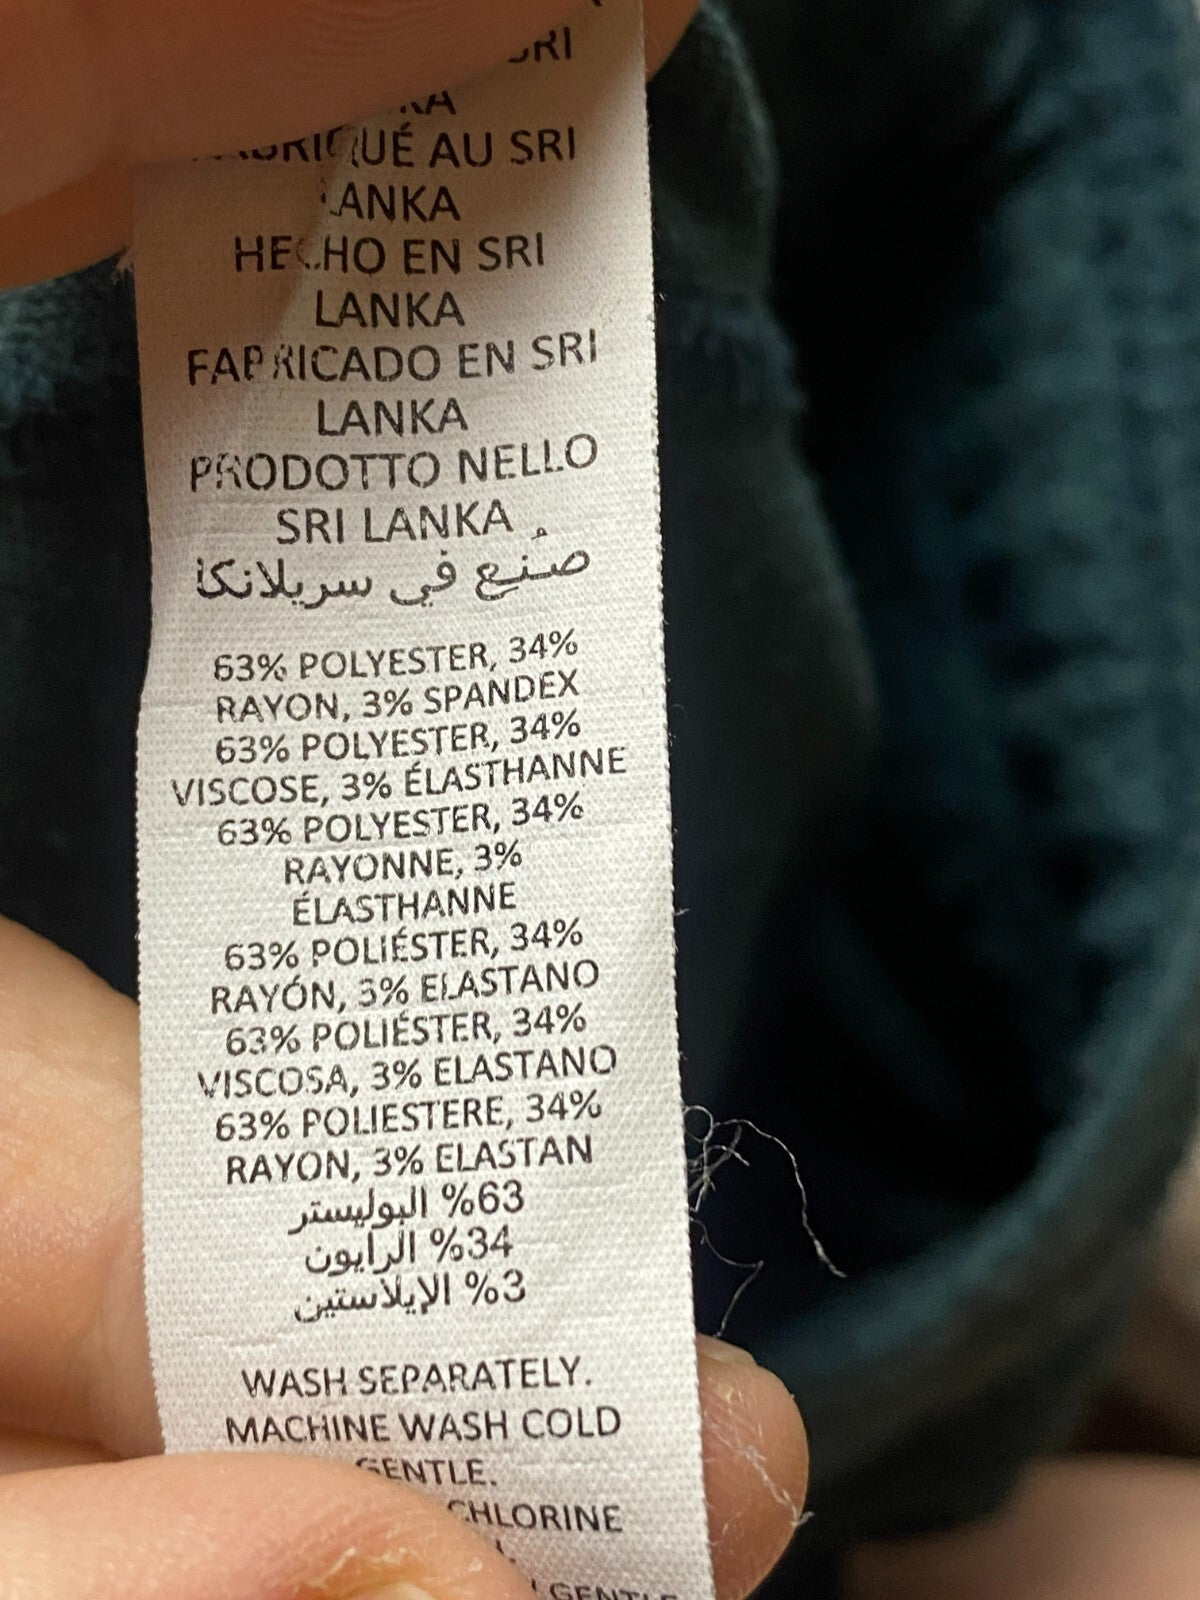 SRI
FABRIQUÉ AU SRI
LANKA
HECHO EN SRI
LANKA
FABRICADO EN SRI
LANKA
PRODOTTO NELLO
SRI LANKA
صُنع في سريلانكا
63% POLYESTER, 34%
RAYON, 3% SPANDEX
63% POLYESTER, 34%
VISCOSE, 3% ÉLASTHANNE
63% POLYESTER, 34%
RAYONNE, 3%
ÉLASTHANNE
63% POLIÉSTER, 34%
RAYÓN, 3% ELASTANO
63% POLIÉSTER, 34%
VISCOSA, 3% ELASTANO
63% POLIESTERE, 34%
RAYON, 3% ELASTAN
63% البوليستر
34% الرايون
3% الإيلاستين
WASH SEPARATELY.
MACHINE WASH COLD
GENTLE.
CHLORINE
GENTLE